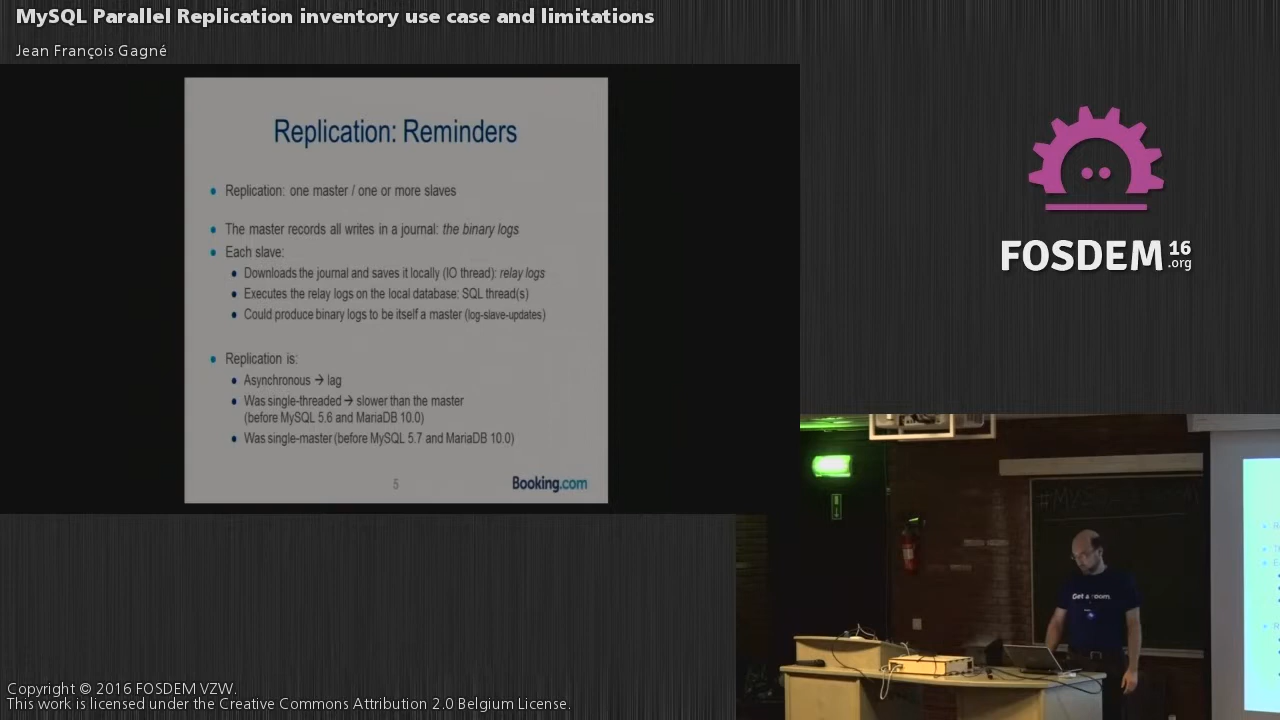 MySQL Parallel Replication inventory use case and limitations
Jean François Gagné
Replication: Reminders
Replication: one master / one or more slaves
The master records all writes in a journal: the binary logs
Each slave:
Downloads the journal and saves it locally (IO thread): relay logs
Executes the relay logs on the local database: SQL thread(s)
Could produce binary logs to be itself a master (log-slave-updates)
Replication is:
Asynchronous → lag
Was single-threaded → slower than the master
(before MySQL 5.6 and MariaDB 10.0)
Was single-master (before MySQL 5.7 and MariaDB 10.0)
5
Booking.com
FOSDEM 16
.org
Get a room.
Copyright © 2016 FOSDEM VZW.
This work is licensed under the Creative Commons Attribution 2.0 Belgium License.